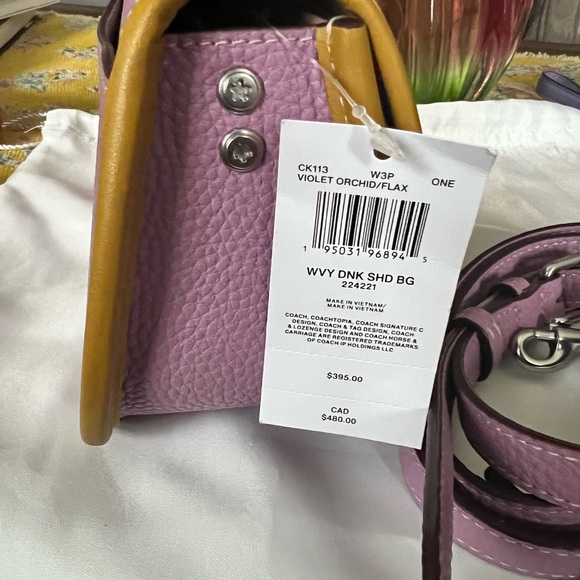 CK113 W3P ONE
VIOLET ORCHID/FLAX
1 95031 96894 5
WVY DNK SHD BG
224221
MAKE IN VIETNAM/
MAKE IN VIETNAM
COACH, COACHTOPIA, COACH SIGNATURE C
DESIGN, COACH & TAG DESIGN, COACH
& LOZENGE DESIGN AND COACH HORSE &
CARRIAGE ARE REGISTERED TRADEMARKS
OF COACH IP HOLDINGS LLC
$395.00
CAD
$480.00